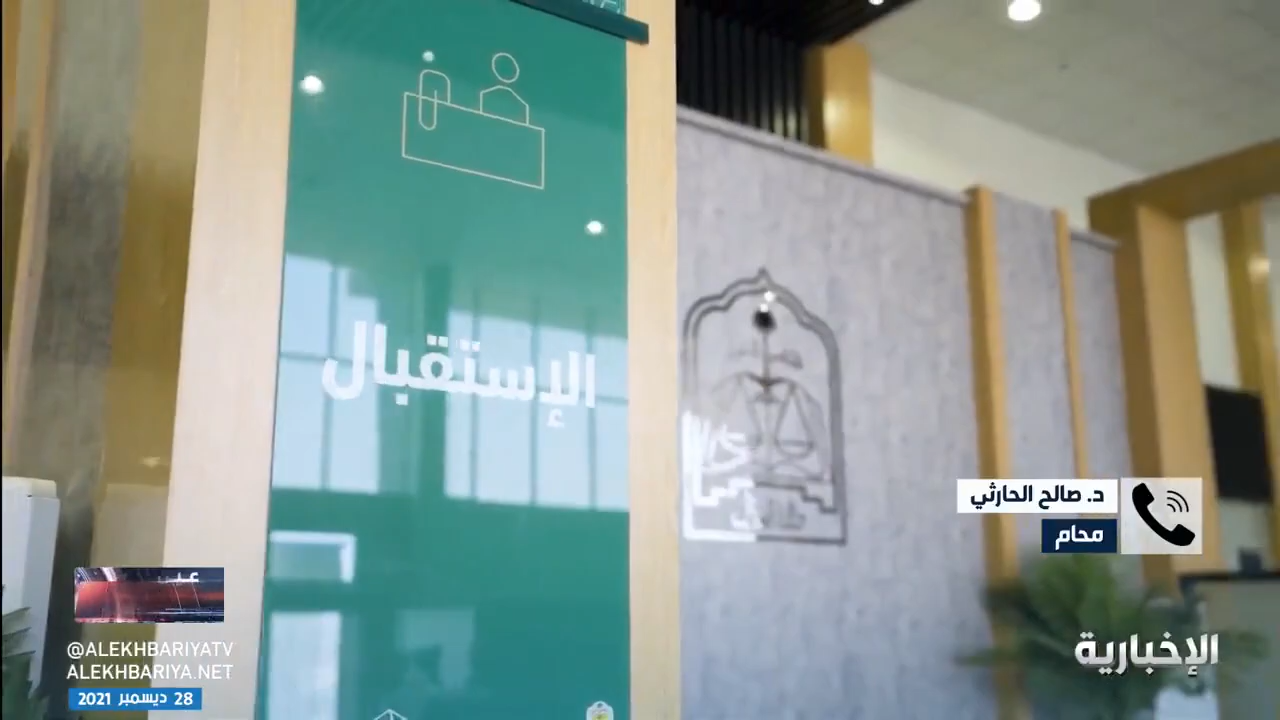 الإستقبال
د. صالح الحارثي
محام
الإخبارية
@ALEKHBARIYATV
ALEKHBARIYA.NET
28 ديسمبر 2021